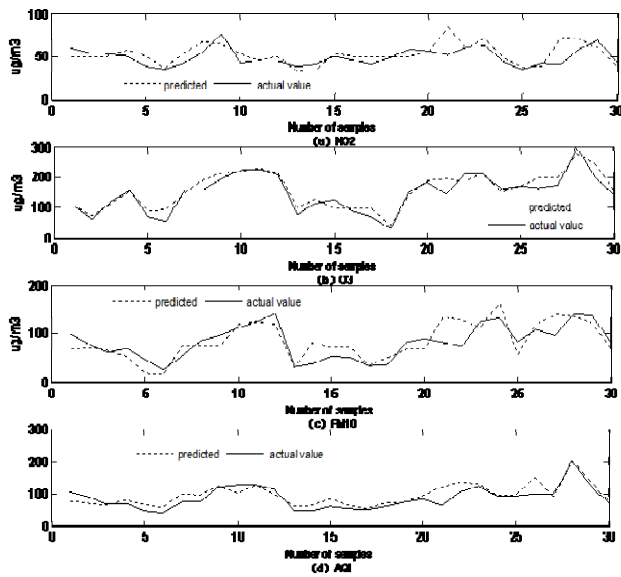 100
50
0
ug/m3
predicted
actual value
0 5 10 15 20 25 30
Number of samples
(a) NO2
300
200
100
0
ug/m3
predicted
actual value
0 5 10 15 20 25 30
Number of samples
(b) O3
200
100
0
ug/m3
predicted
actual value
0 5 10 15 20 25 30
Number of samples
(c) PM10
300
200
100
0
predicted
actual value
0 5 10 15 20 25 30
Number of samples
(d) AQI